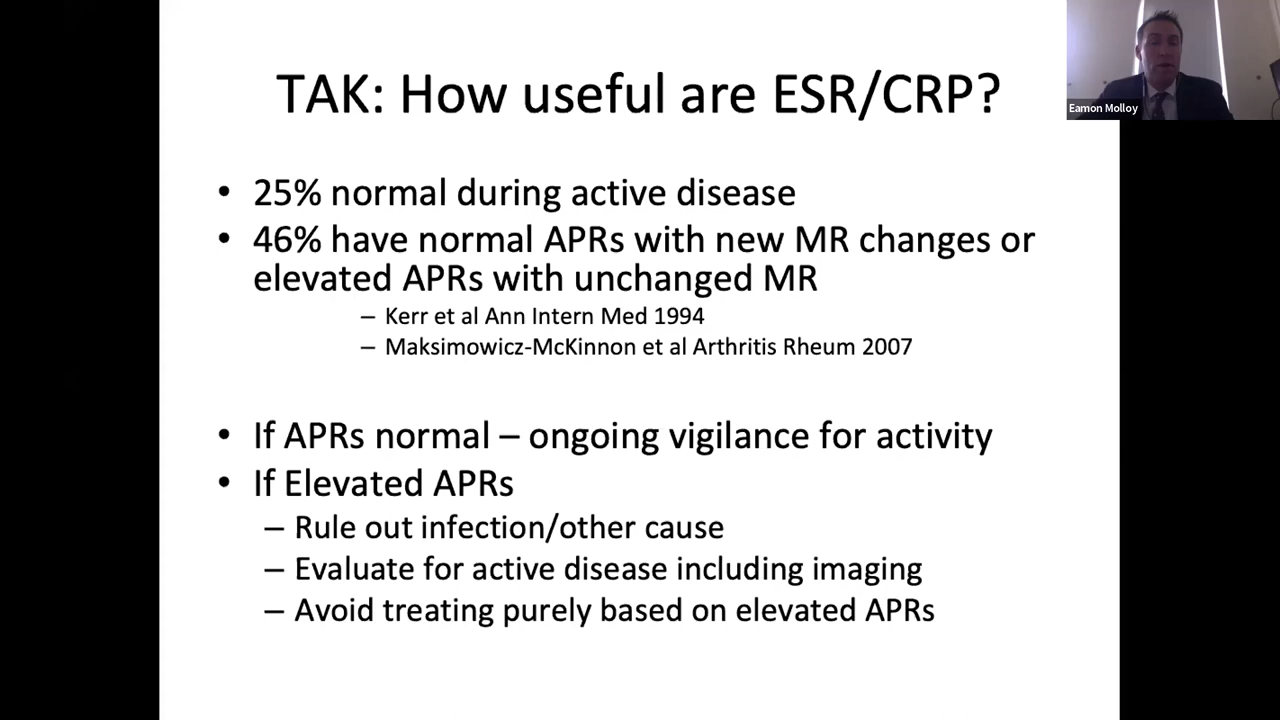 TAK: How useful are ESR/CRP?
Eamon Molloy
• 25% normal during active disease
• 46% have normal APRs with new MR changes or
elevated APRs with unchanged MR
– Kerr et al Ann Intern Med 1994
– Maksimowicz-McKinnon et al Arthritis Rheum 2007
• If APRs normal – ongoing vigilance for activity
• If Elevated APRs
– Rule out infection/other cause
– Evaluate for active disease including imaging
– Avoid treating purely based on elevated APRs